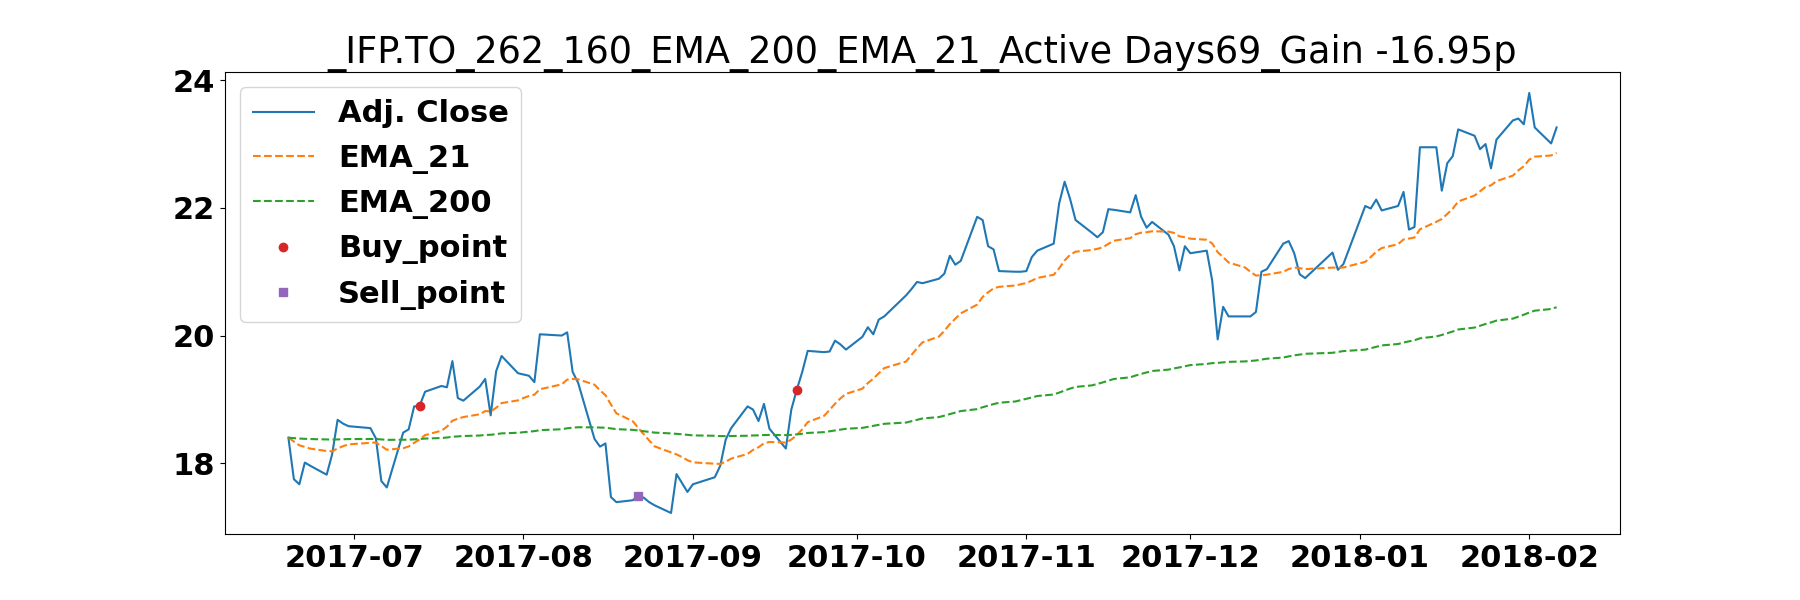 _IFP.TO_262_160_EMA_200_EMA_21_Active Days69_Gain -16.95p
24
22
20
18
Adj. Close
EMA_21
EMA_200
Buy_point
Sell_point
2017-07 2017-08 2017-09 2017-10 2017-11 2017-12 2018-01 2018-02